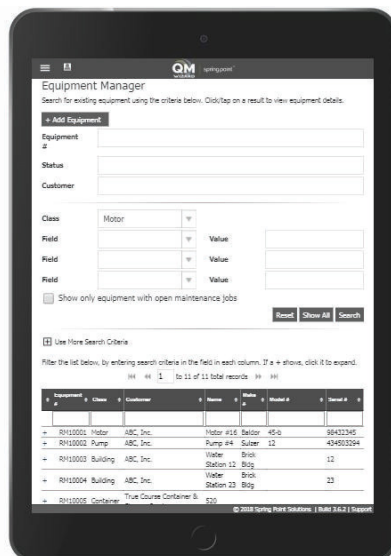 QM
WIZARD
springpoint
Equipment Manager
Search for existing equipment using the criteria below. Click/tap on a result to view equipment details.
+ Add Equipment
Equipment
#
Status
Customer
Class Motor
Field Value
Field Value
Field Value
Show only equipment with open maintenance jobs
Reset Show All Search
Use More Search Criteria
Filter the list below, by entering search criteria in the field in each column. If a + shows, click it to expand.
1 to 11 of 11 total records
Equipment # Class Customer Name Make # Model # Serial #
+ RM10001 Motor ABC, Inc. Motor #16 Baldor 45-b 98432345
+ RM10002 Pump ABC, Inc. Pump #4 Sulzer 12 434503294
+ RM10003 Building ABC, Inc. Water Station 12 Brick Bldg 12
+ RM10004 Building ABC, Inc. Water Station 23 Brick Bldg 23
+ RM10005 Container True Course Container & 520
© 2018 Spring Point Solutions | Build 3.6.2 | Support